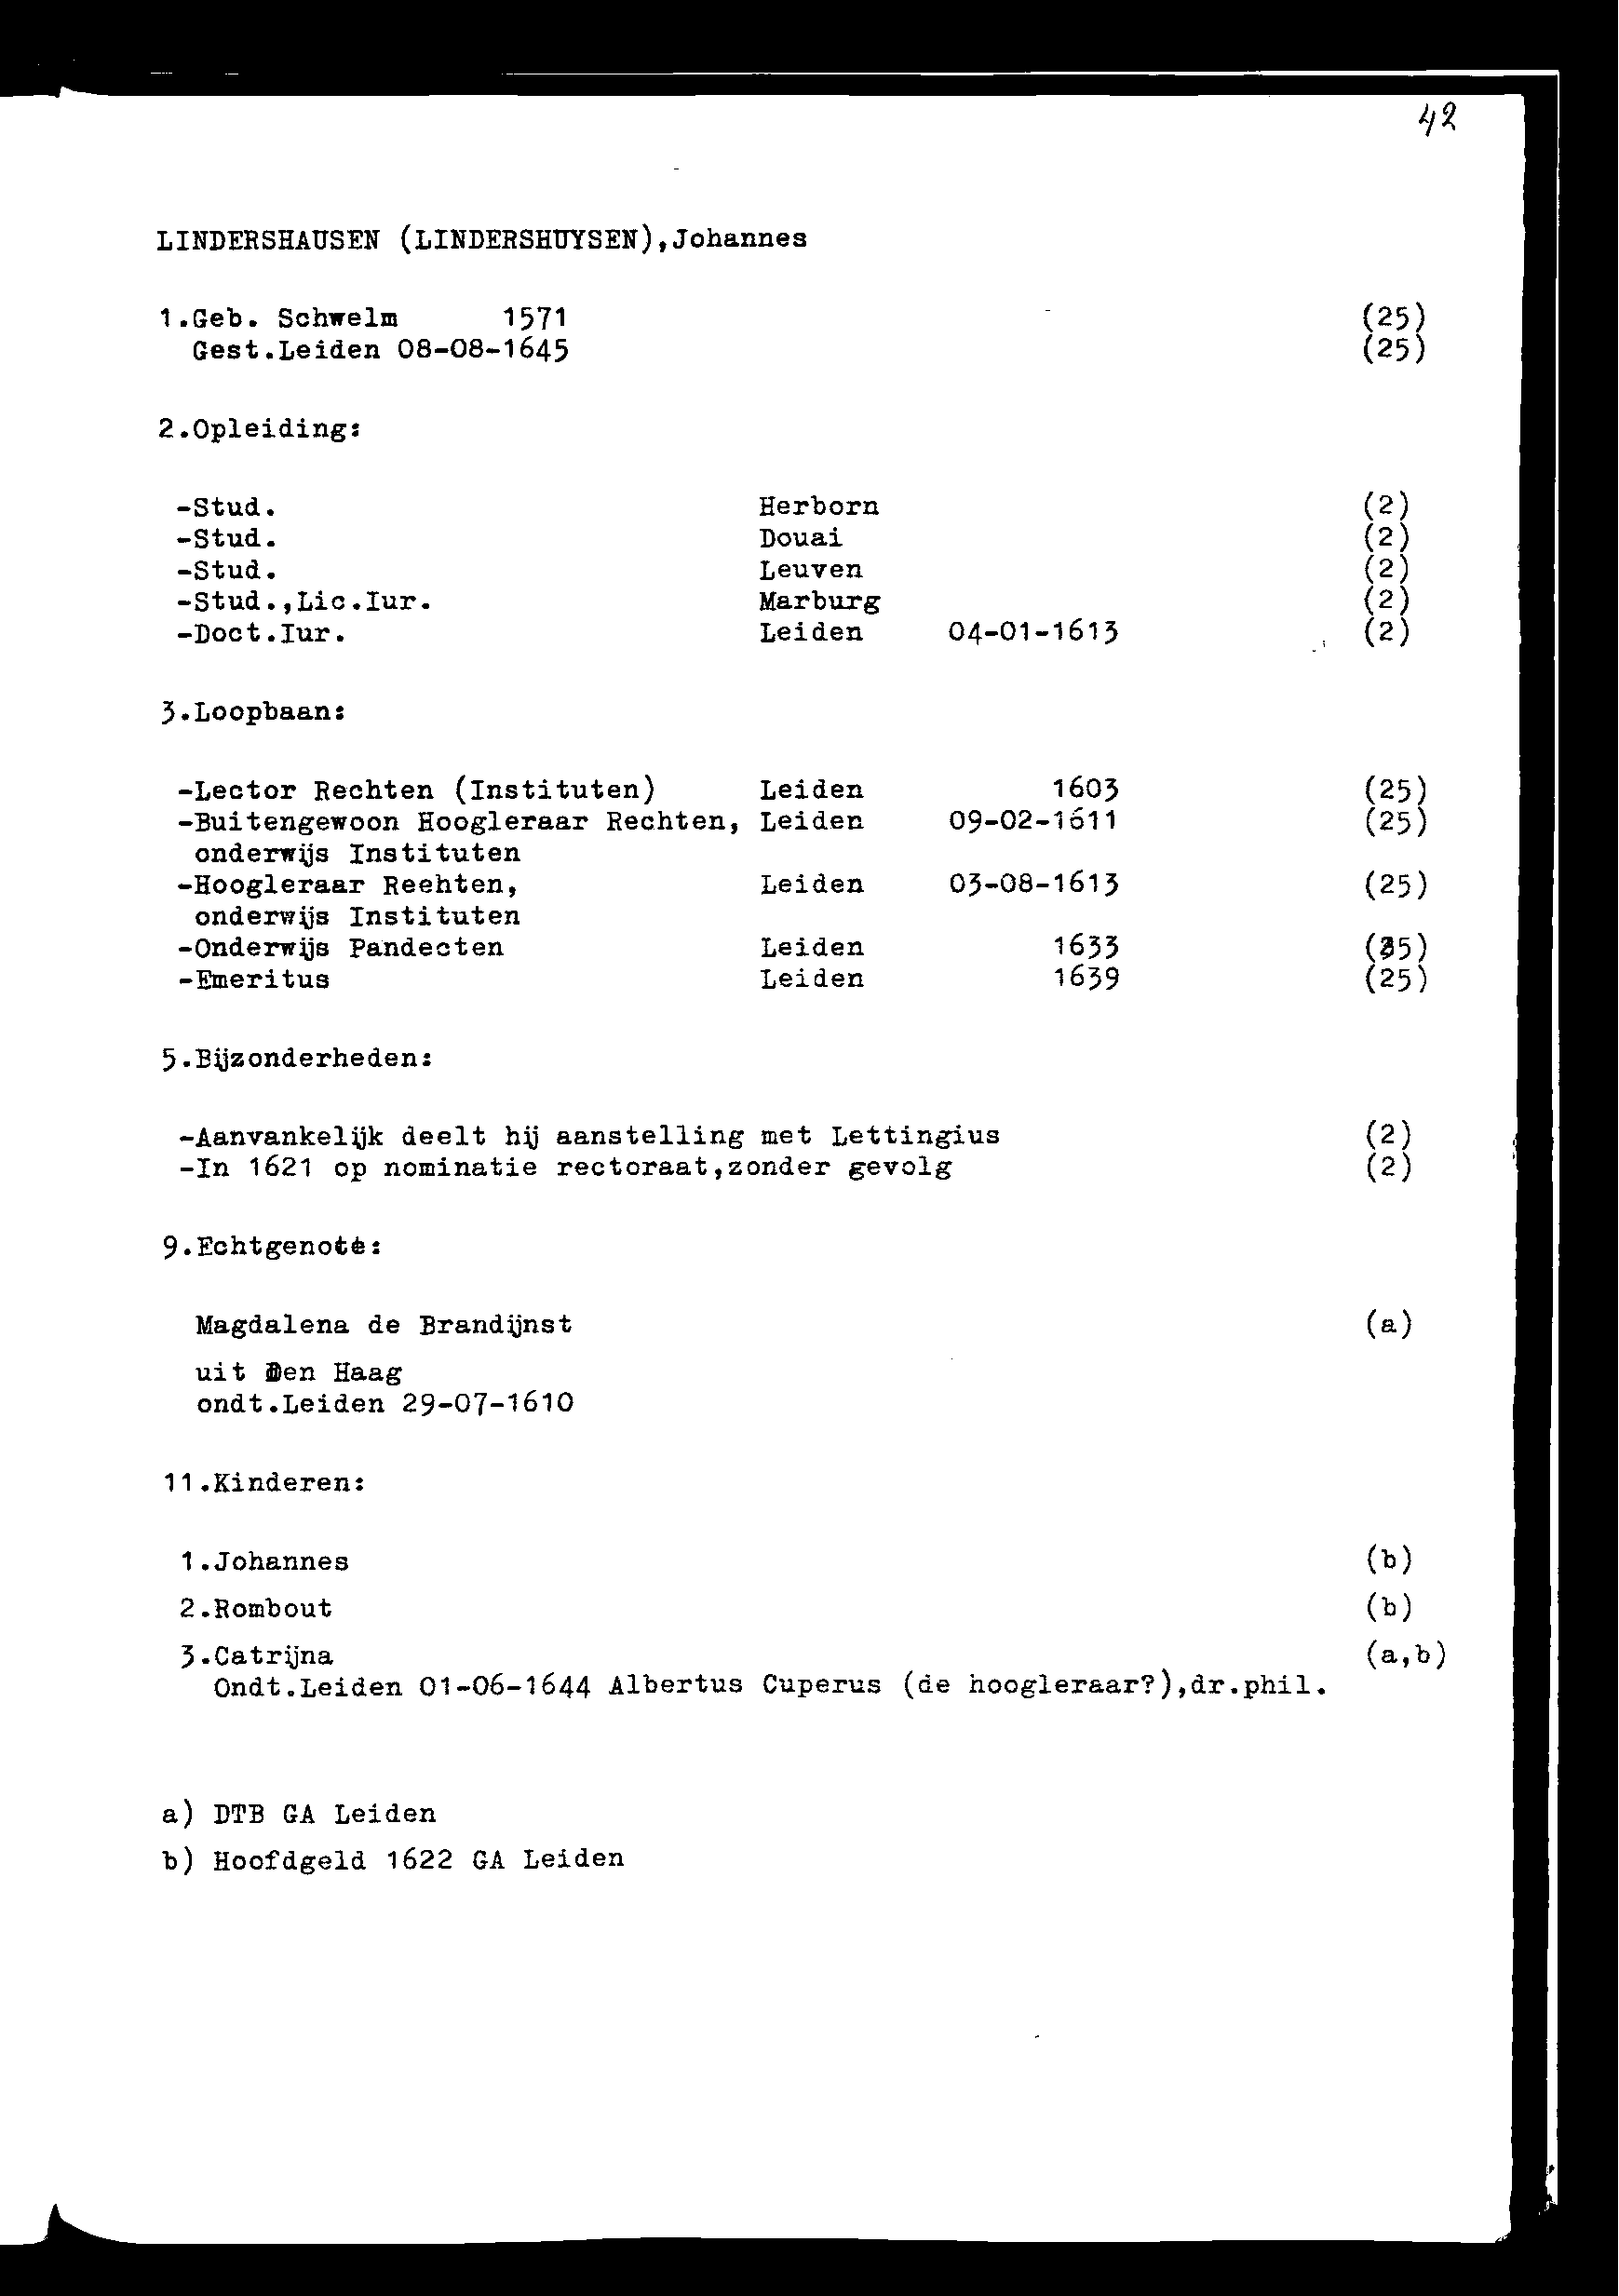 42
LINDERSHAUSEN (LINDERSHUYSEN),Johannes
1.Geb. Schwelm 1571 (25)
Gest.Leiden 08-08-1645 (25)
2.Opleiding:
-Stud. Herborn (2)
-Stud. Douai (2)
-Stud. Leuven (2)
-Stud.,Lic.Iur. Marburg (2)
-Doct.Iur. Leiden 04-01-1613 (2)
3.Loopbaan:
-Lector Rechten (Instituten) Leiden 1603 (25)
-Buitengewoon Hoogleraar Rechten, Leiden 09-02-1611 (25)
onderwijs Instituten
-Hoogleraar Reehten, Leiden 03-08-1613 (25)
onderwijs Instituten
-Onderwijs Pandecten Leiden 1633 (25)
-Emeritus Leiden 1639 (25)
5.Bijzonderheden:
-Aanvankelijk deelt hij aanstelling met Lettingius (2)
-In 1621 op nominatie rectoraat,zonder gevolg (2)
9.Echtgenote:
Magdalena de Brandijnst (a)
uit Den Haag
ondt.Leiden 29-07-1610
11.Kinderen:
1.Johannes (b)
2.Rombout (b)
3.Catrijna (a,b)
Ondt.Leiden 01-06-1644 Albertus Cuperus (de hoogleraar?),dr.phil.
a) DTB GA Leiden
b) Hoofdgeld 1622 GA Leiden